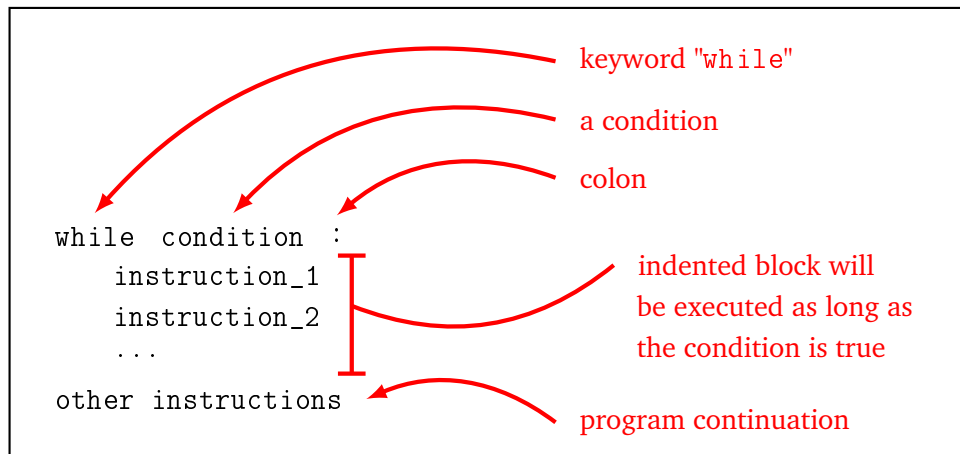 keyword "while"
a condition
colon
while condition :
instruction_1
instruction_2
...
other instructions
indented block will
be executed as long as
the condition is true
program continuation